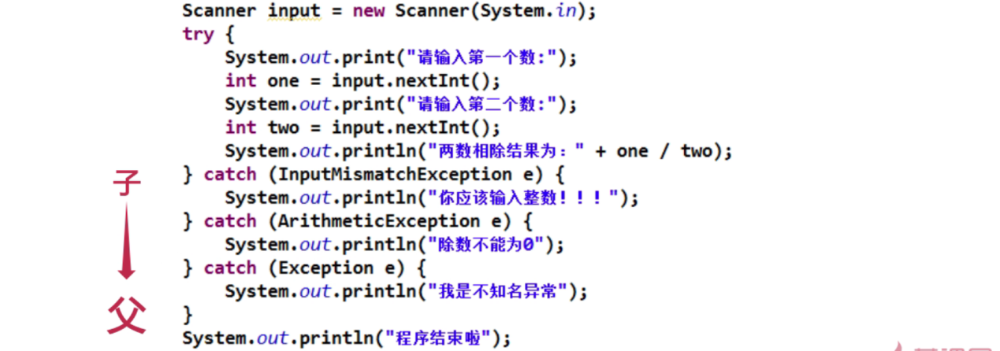 Scanner input = new Scanner(System.in);
try {
System.out.print("请输入第一个数:");
int one = input.nextInt();
System.out.print("请输入第二个数:");
int two = input.nextInt();
System.out.println("两数相除结果为：" + one / two);
子
} catch (InputMismatchException e) {
System.out.println("你应该输入整数！！！");
} catch (ArithmeticException e) {
System.out.println("除数不能为0");
} catch (Exception e) {
System.out.println("我是不知名异常");
父
}
System.out.println("程序结束啦");